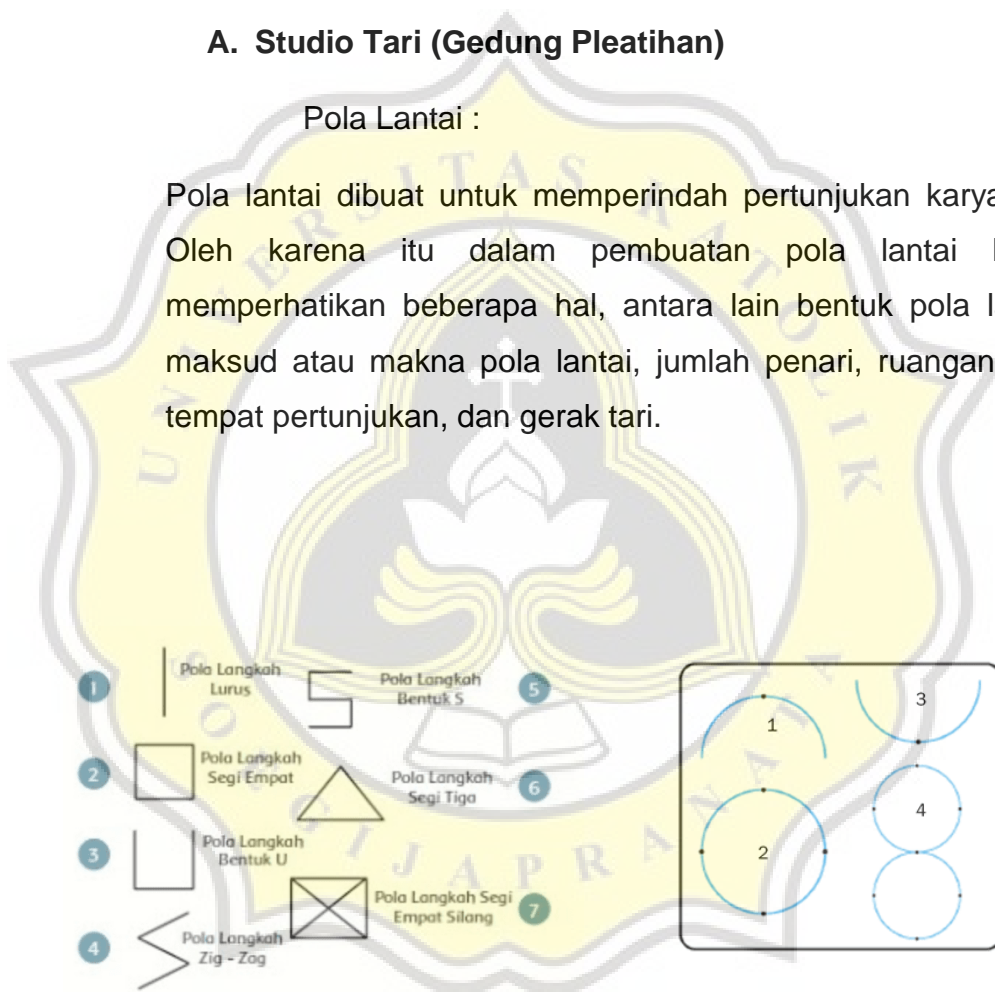 A. Studio Tari (Gedung Pleatihan)
Pola Lantai :
Pola lantai dibuat untuk memperindah pertunjukan karya
Oleh karena itu dalam pembuatan pola lantai
memperhatikan beberapa hal, antara lain bentuk pola
maksud atau makna pola lantai, jumlah penari, ruangan
tempat pertunjukan, dan gerak tari.
UNIVERSITAS KATOLIK
SOEGIJAPRANATA
1
Pola Langkah
Lurus
2
Pola Langkah
Segi Empat
3
Pola Langkah
Bentuk U
4
Pola Langkah
Zig - Zag
Pola Langkah
Bentuk S
5
Pola Langkah
Segi Tiga
6
Pola Langkah Segi
Empat Silang
7
1
2
3
4